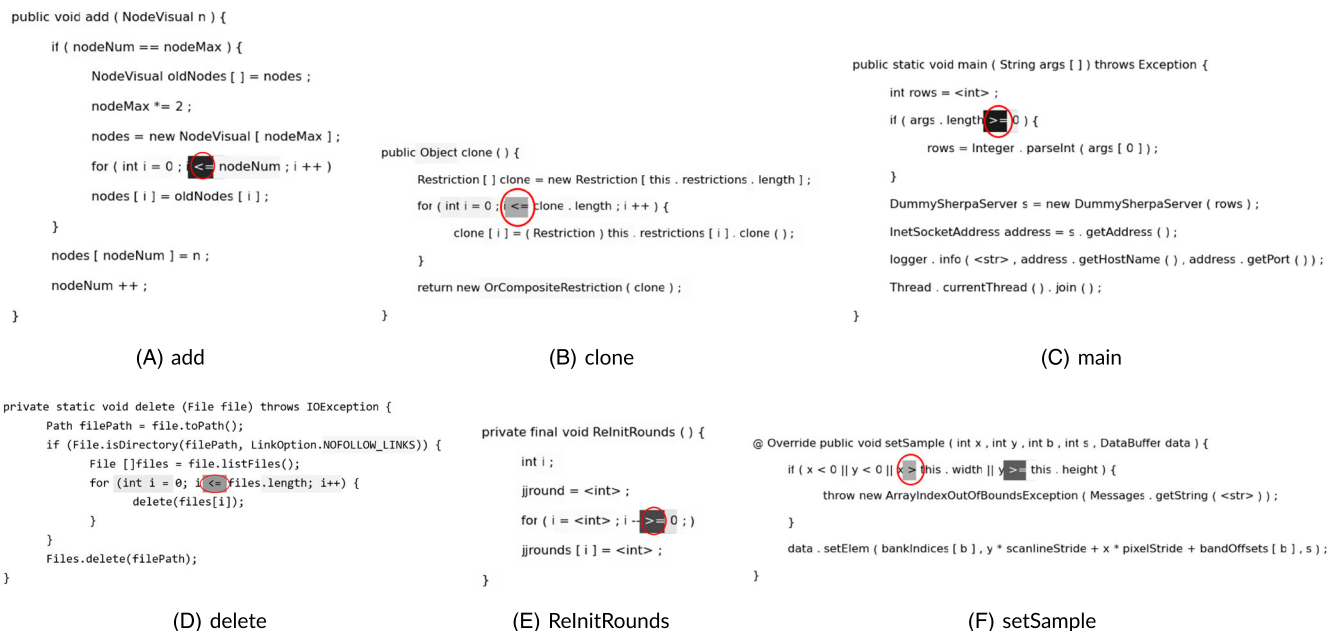 public void add ( NodeVisual n ) {
if ( nodeNum == nodeMax ) {
NodeVisual oldNodes [ ] = nodes ;
nodeMax *= 2 ;
nodes = new NodeVisual [ nodeMax ] ;
for ( int i = 0 ; i <= nodeNum ; i ++ )
nodes [ i ] = oldNodes [ i ] ;
}
nodes [ nodeNum ] = n ;
nodeNum ++ ;
}
(A) add
public Object clone ( ) {
Restriction [ ] clone = new Restriction [ this . restrictions . length ] ;
for ( int i = 0 ; i <= clone . length ; i ++ ) {
clone [ i ] = ( Restriction ) this . restrictions [ i ] . clone ( ) ;
}
return new OrCompositeRestriction ( clone ) ;
}
(B) clone
public static void main ( String args [ ] ) throws Exception {
int rows = <int> ;
if ( args . length >= 0 ) {
rows = Integer . parseInt ( args [ 0 ] ) ;
}
DummySherpaServer s = new DummySherpaServer ( rows ) ;
InetSocketAddress address = s . getAddress ( ) ;
logger . info ( <str> , address . getHostName ( ) , address . getPort ( ) ) ;
Thread . currentThread ( ) . join ( ) ;
}
(C) main
private static void delete (File file) throws IOException {
Path filePath = file.toPath();
if (File.isDirectory(filePath, LinkOption.NOFOLLOW_LINKS)) {
File []files = file.listFiles();
for (int i = 0; i <= files.length; i++) {
delete(files[i]);
}
}
Files.delete(filePath);
}
(D) delete
private final void ReInitRounds ( ) {
int i ;
jjround = <int> ;
for ( i = <int> ; i -- >= 0 ; )
jjrounds [ i ] = <int> ;
}
(E) ReInitRounds
@ Override public void setSample ( int x , int y , int b , int s , DataBuffer data ) {
if ( x < 0 || y < 0 || x > this . width || y >= this . height ) {
throw new ArrayIndexOutOfBoundsException ( Messages . getString ( <str> ) ) ;
}
data . setElem ( bankIndices [ b ] , y * scanlineStride + x * pixelStride + bandOffsets [ b ] , s ) ;
}
(F) setSample